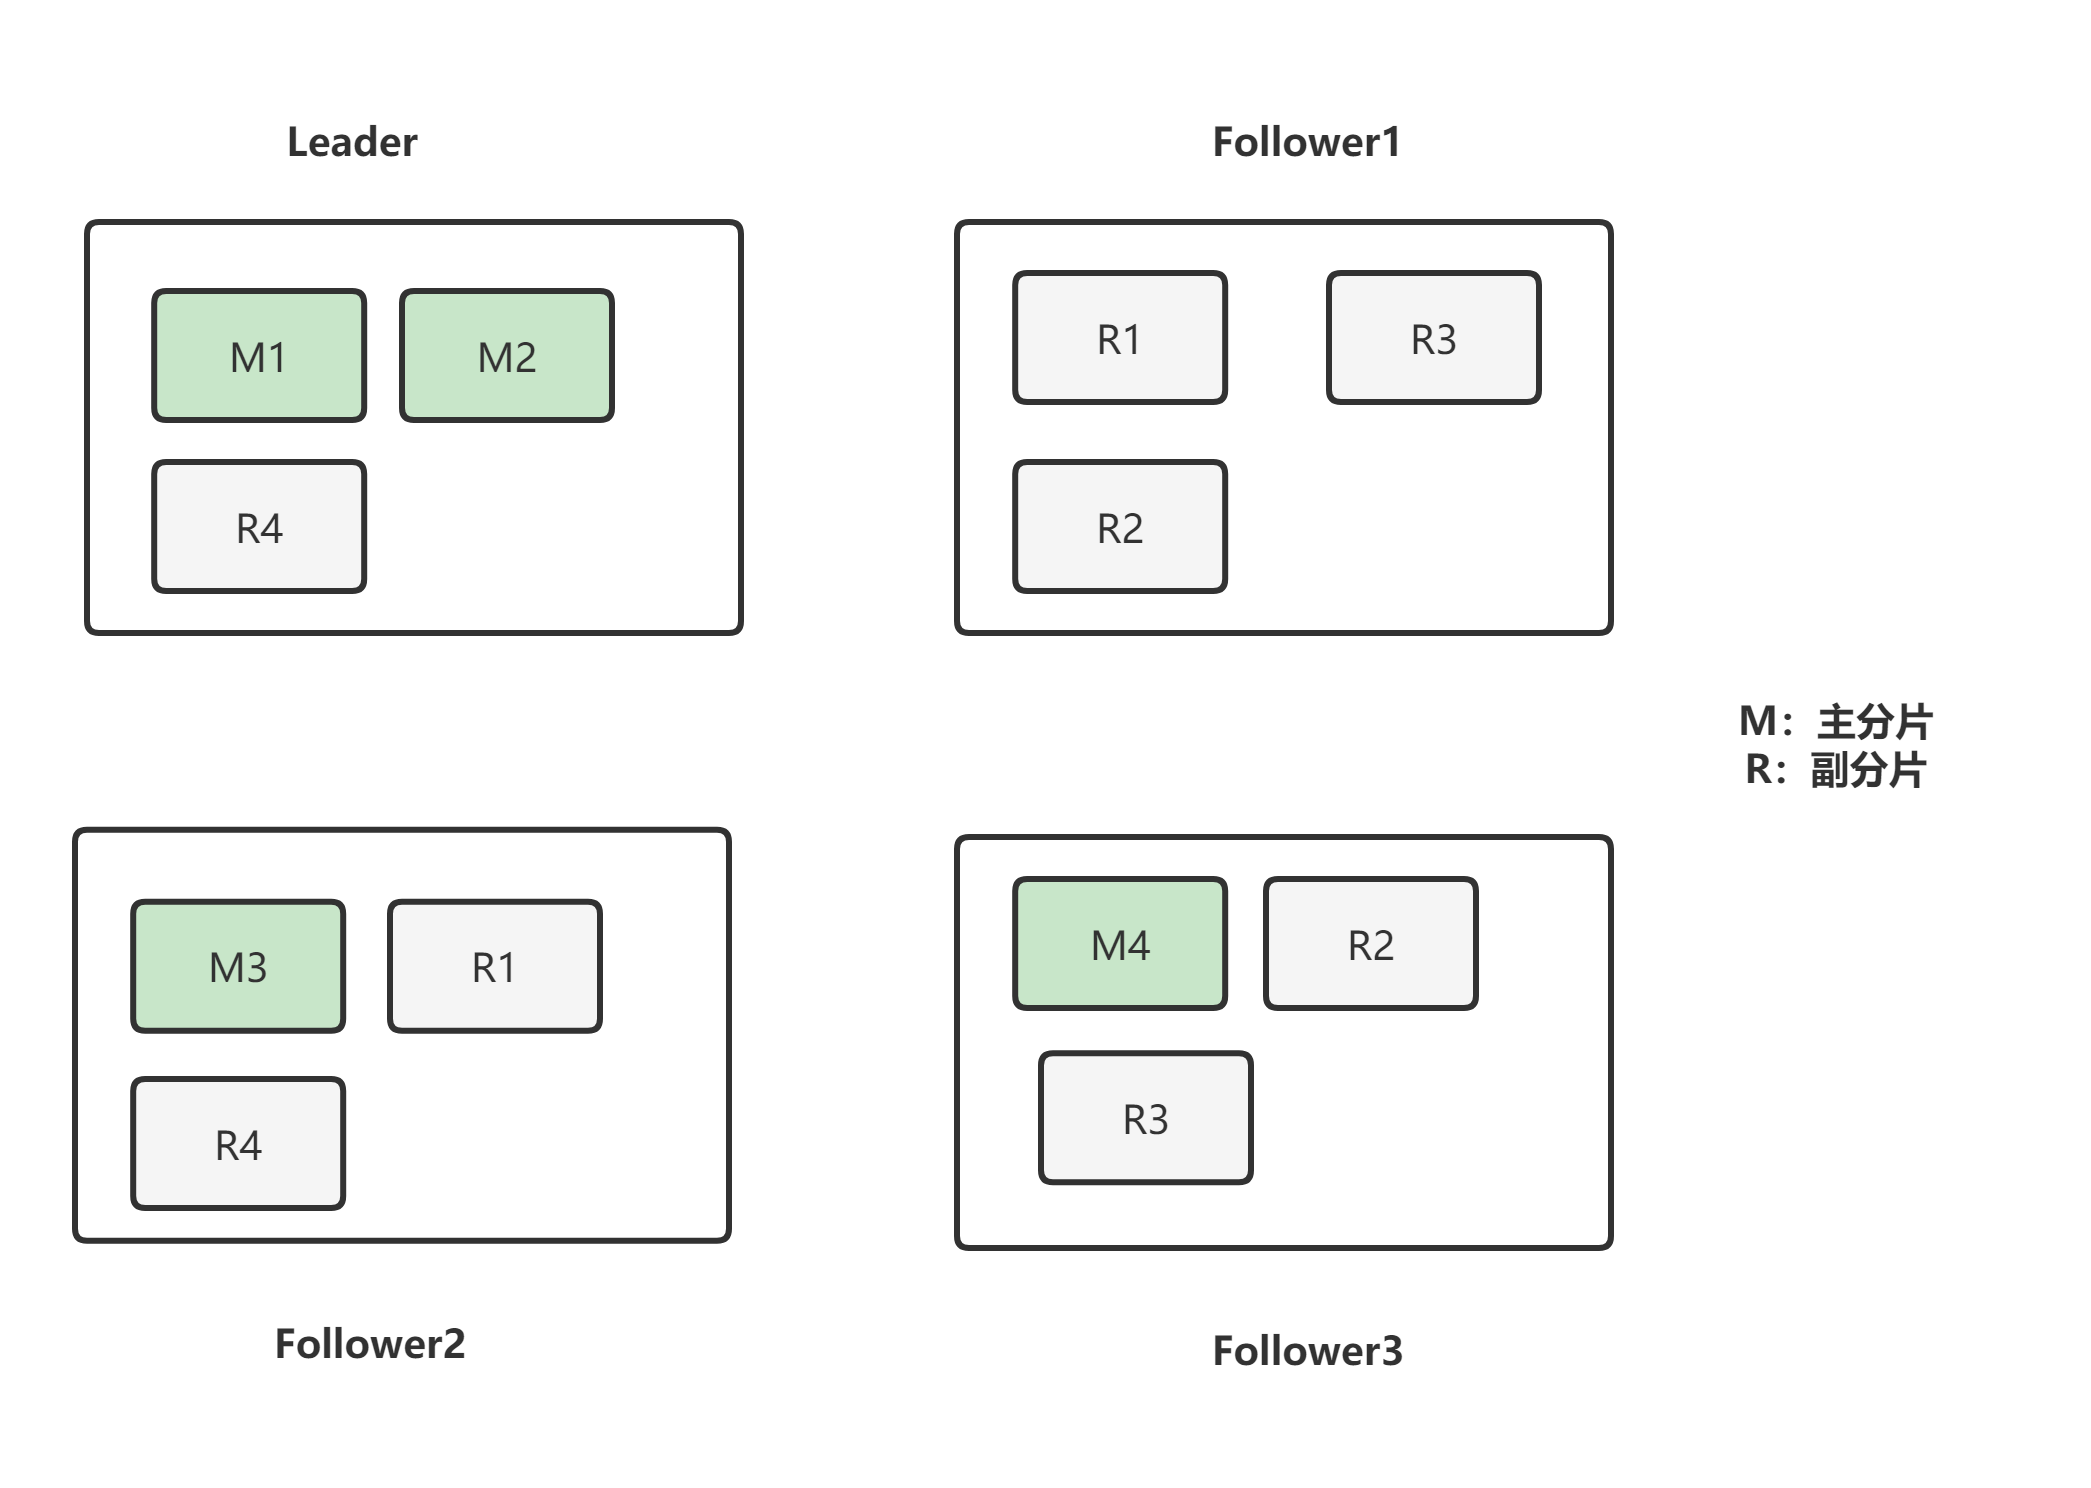 Leader
M1
M2
R4
Follower1
R1
R3
R2
M：主分片
R：副分片
M3
R1
R4
Follower2
M4
R2
R3
Follower3